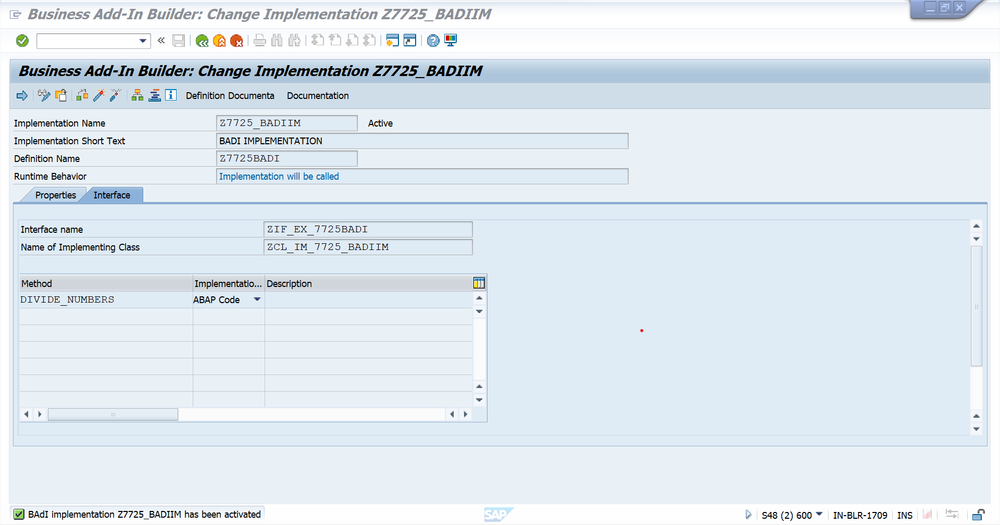 Business Add-In Builder: Change Implementation Z7725_BADIIM
Business Add-In Builder: Change Implementation Z7725_BADIIM
Definition Documenta Documentation
Implementation Name Z7725_BADIIM Active
Implementation Short Text BADI IMPLEMENTATION
Definition Name Z7725BADI
Runtime Behavior Implementation will be called
Properties Interface
Interface name ZIF_EX_7725BADI
Name of Implementing Class ZCL_IM_7725_BADIIM
Method Implementatio... Description
DIVIDE_NUMBERS ABAP Code
BAdI implementation Z7725_BADIIM has been activated SAP S48 (2) 600 IN-BLR-1709 INS